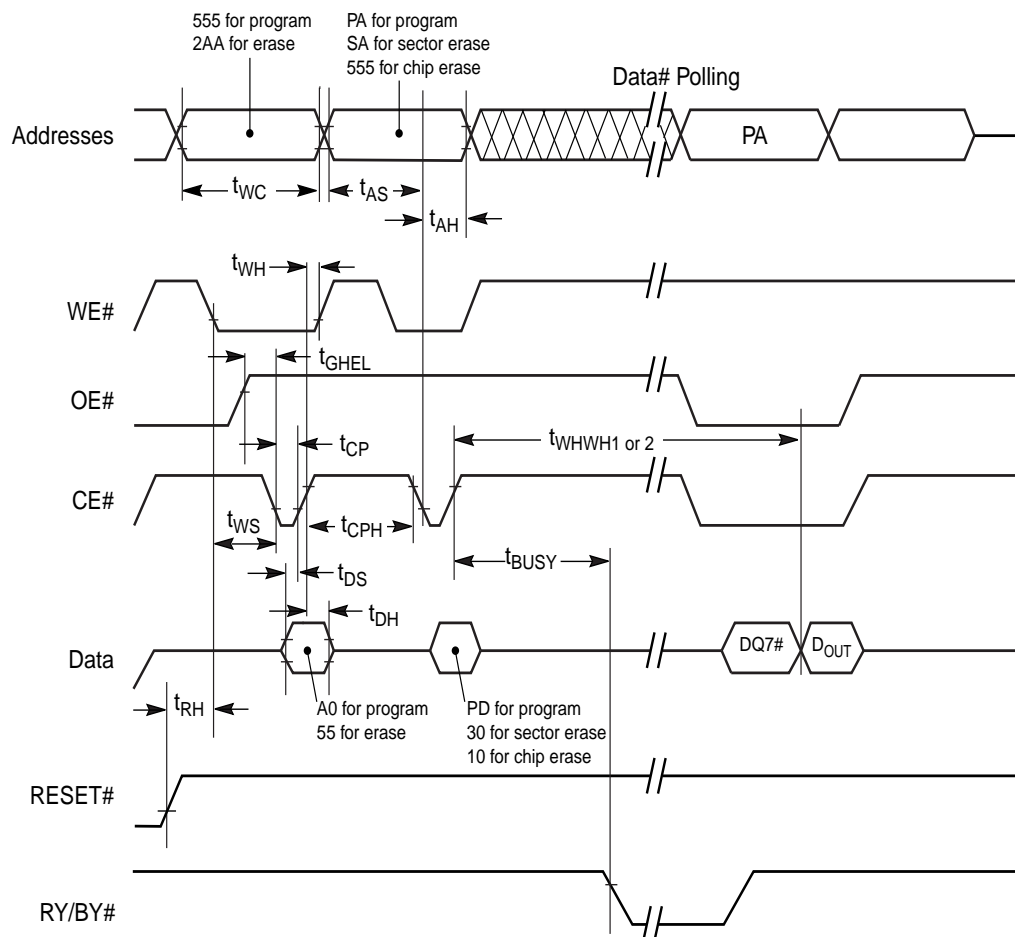 555 for program
2AA for erase
PA for program
SA for sector erase
555 for chip erase
Data# Polling
Addresses
PA
tWC
tAS
tAH
tWH
WE#
tGHEL
OE#
tCP
tWHWH1 or 2
CE#
tWS
tCPH
tBUSY
tDS
tDH
Data
DQ7#
DOUT
tRH
A0 for program
55 for erase
PD for program
30 for sector erase
10 for chip erase
RESET#
RY/BY#